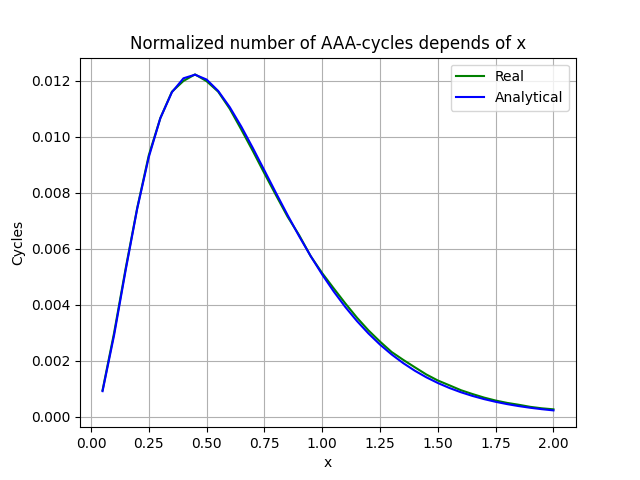 Normalized number of AAA-cycles depends of x
Real
Analytical
Cycles
0.012
0.010
0.008
0.006
0.004
0.002
0.000
0.00 0.25 0.50 0.75 1.00 1.25 1.50 1.75 2.00
x